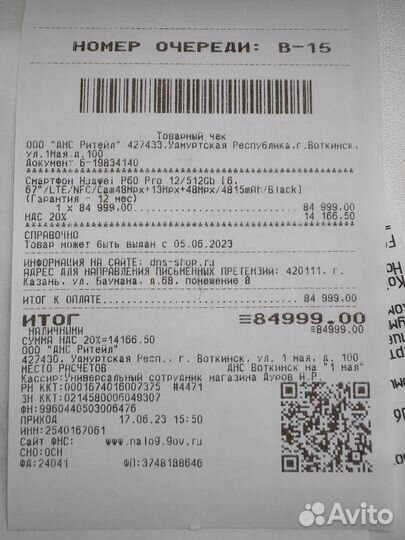 НОМЕР ОЧЕРЕДИ: В-15
Товарный чек
ООО "ДНС Ритейл" 427433,Удмуртская Республика,г.Воткинск,
ул.1Мая,д.100
Документ Б-19834140
Смартфон Huawei P60 Pro 12/512Gb [6,
67"/LTE/NFC/Cam48Mpx+13Mpx+48Mpx/4815mAh/Black]
(Гарантия - 12 мес)
1 x 84 999.00 84 999.00
НДС 20% 14 166.50
СПРАВОЧНО
Товар может быть выдан с 05.06.2023
ИНФОРМАЦИЯ НА САЙТЕ: dns-shop.ru
АДРЕС ДЛЯ НАПРАВЛЕНИЯ ПИСЬМЕННЫХ ПРЕТЕНЗИЙ: 420111, г.
Казань, ул. Баумана, д.68, помещение 8
ИТОГ К ОПЛАТЕ 84 999.00
ИТОГ ≡84999.00
НАЛИЧНЫМИ ≡84999.00
СУММА НДС 20%=14166.50
ООО "ДНС Ритейл"
427430, Удмуртская Респ., г. Воткинск, ул. 1 мая, д. 100
МЕСТО РАСЧЕТОВ ДНС Воткинск на "1 мая"
Кассир:Универсальный сотрудник магазина Дуров И.Р.
РН ККТ:0001674016007375 #4471
ЗН ККТ:0214580006049307
ФН:9960440503006476
ПРИХОД 17.06.23 15:50
ИНН:2540167061
Сайт ФНС: www.nalog.gov.ru
СНО:ОСН
ФД:24041 ФП:3748188646
Avito